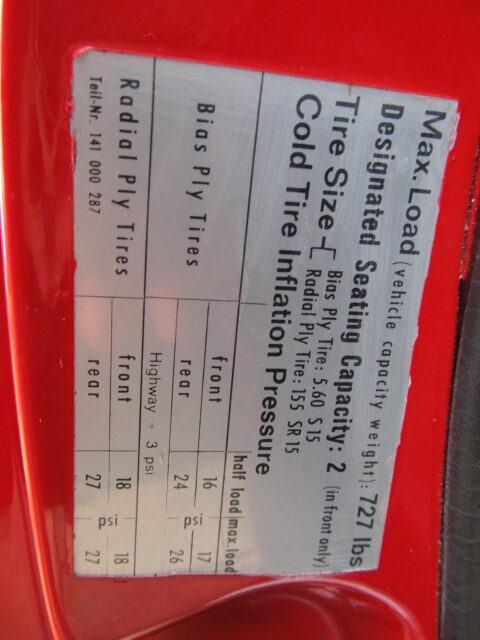 Max. Load (vehicle capacity weight): 727 lbs
Designated Seating Capacity: 2 (in front only)
Tire Size - [ Bias Ply Tire: 5.60 S 15
Radial Ply Tire: 155 SR 15
Cold Tire Inflation Pressure
half load max. load
Bias Ply Tires front 16 psi 17
rear 24 26
Highway - 3 psi
Radial Ply Tires front 18 psi 18
rear 27 27
Teil-Nr. 141 000 287